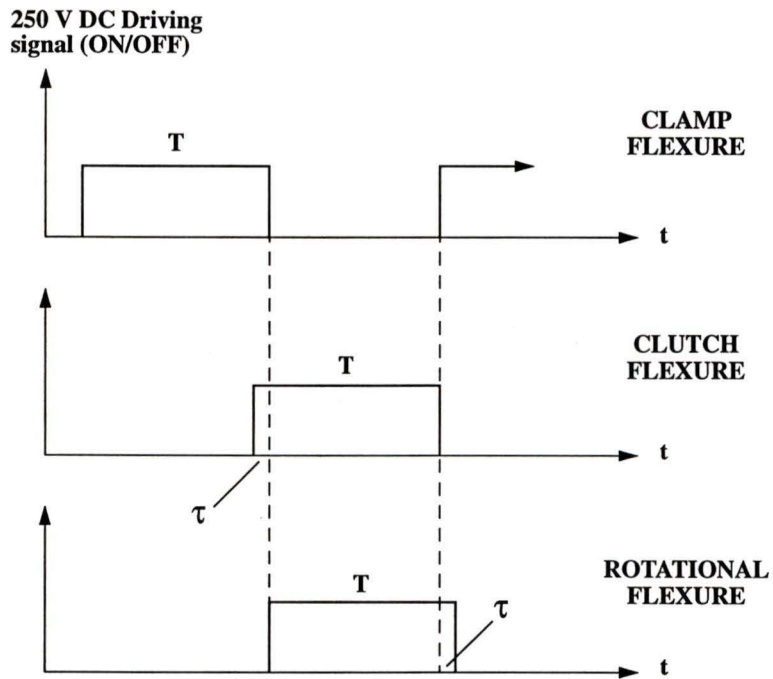 250 V DC Driving
signal (ON/OFF)
T
CLAMP
FLEXURE
t
T
CLUTCH
FLEXURE
t
τ
T
ROTATIONAL
FLEXURE
τ
t